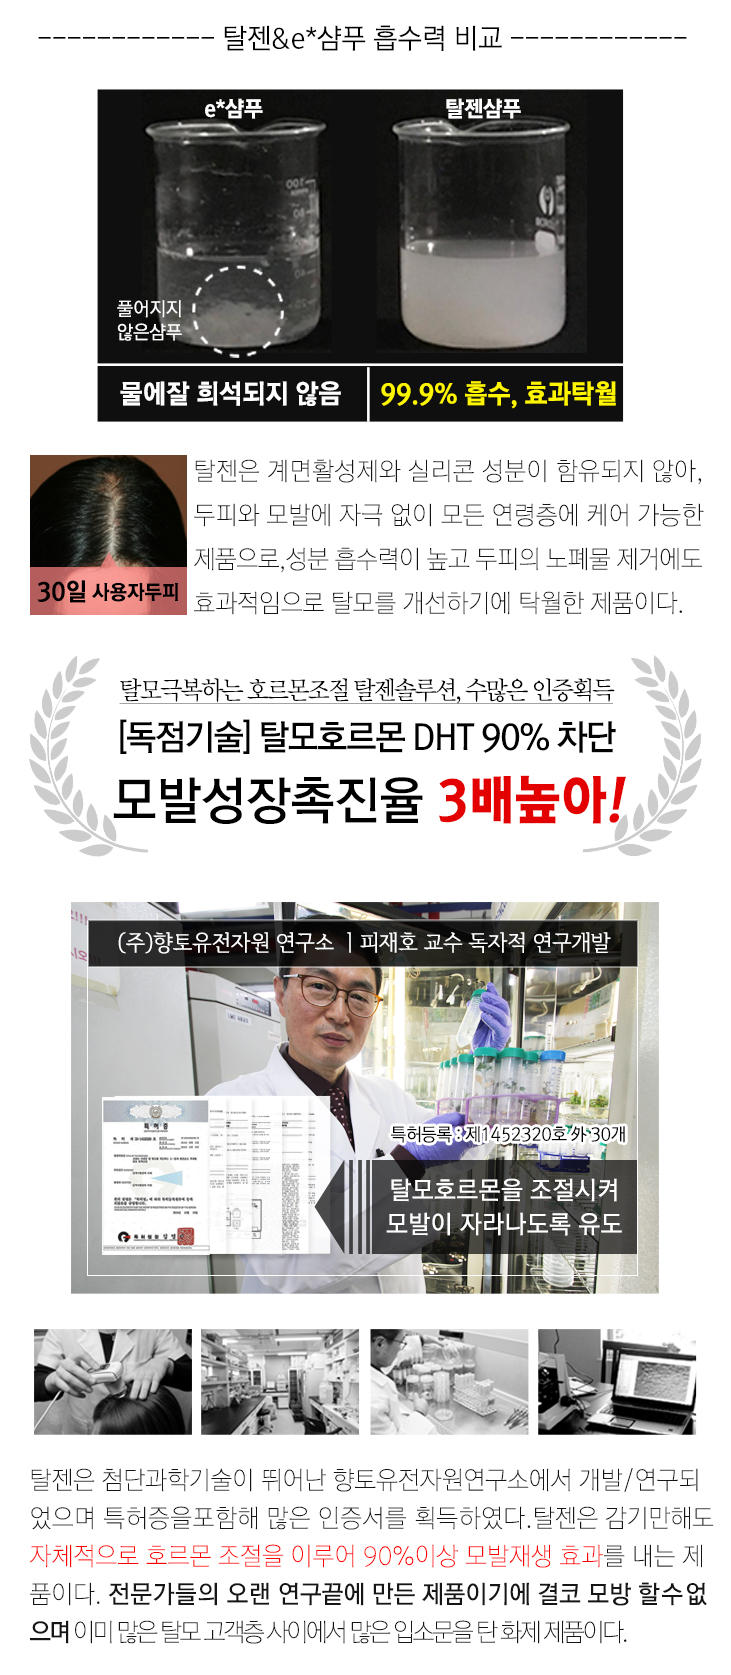 ------------ 탈젠&e*샴푸 흡수력 비교 ------------
e*샴푸
탈젠샴푸
풀어지지
않은샴푸
물에잘 희석되지 않음
99.9% 흡수, 효과탁월
탈젠은 계면활성제와 실리콘 성분이 함유되지 않아,
두피와 모발에 자극 없이 모든 연령층에 케어 가능한
제품으로,성분 흡수력이 높고 두피의 노폐물 제거에도
효과적임으로 탈모를 개선하기에 탁월한 제품이다.
30일 사용자두피
탈모극복하는 호르몬조절 탈젠솔루션, 수많은 인증획득
[독점기술] 탈모호르몬 DHT 90% 차단
모발성장촉진율 3배높아!
(주)향토유전자원 연구소 ㅣ피재호 교수 독자적 연구개발
특허증
특허등록 : 제1452320호 外 30개
탈모호르몬을 조절시켜
모발이 자라나도록 유도
탈젠은 첨단과학기술이 뛰어난 향토유전자원연구소에서 개발/연구되
었으며 특허증을포함해 많은 인증서를 획득하였다.탈젠은 감기만해도
자체적으로 호르몬 조절을 이루어 90%이상 모발재생 효과를 내는 제
품이다. 전문가들의 오랜 연구끝에 만든 제품이기에 결코 모방 할수없
으며 이미 많은 탈모 고객층 사이에서 많은 입소문을 탄 화제 제품이다.